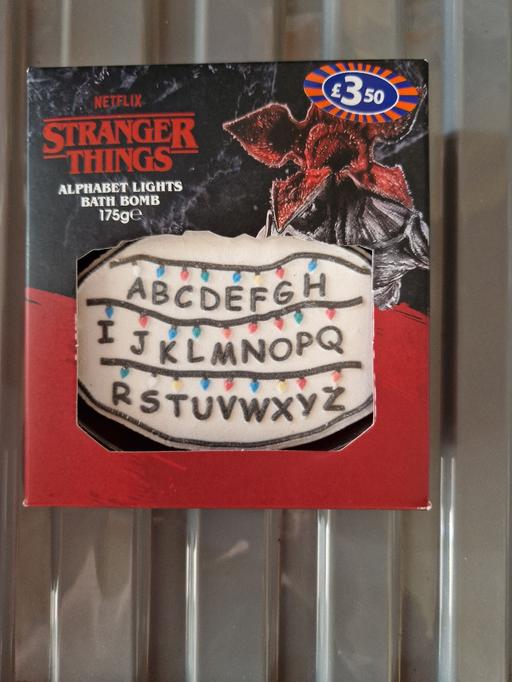 NETFLIX
STRANGER
THINGS
ALPHABET LIGHTS
BATH BOMB
175g℮
£3.50
ABCDEFGH
IJKLMNOPQ
RSTUVWXYZ